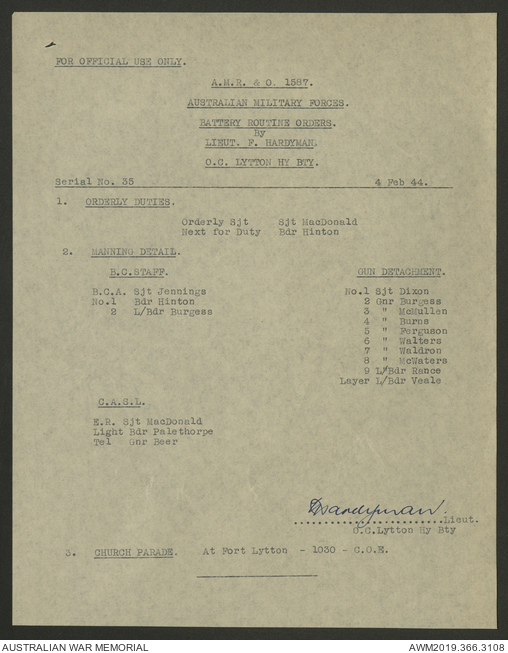 FOR OFFICIAL USE ONLY.
A.M.R. & O. 1587.
AUSTRALIAN MILITARY FORCES.
BATTERY ROUTINE ORDERS.
By
LIEUT. F. HARDYMAN.
O.C. LYTTON HY BTY.
Serial No. 35 4 Feb 44.
1. ORDERLY DUTIES.
Orderly Sjt Sjt MacDonald
Next for Duty Bdr Hinton
2. MANNING DETAIL.
B.C.STAFF.
B.C.A. Sjt Jennings
No.1 Bdr Hinton
2 L/Bdr Burgess
GUN DETACHMENT.
No.1 Sjt Dixon
2 Gnr Burgess
3 " McMullen
4 " Burns
5 " Ferguson
6 " Walters
7 " Waldron
8 " McWaters
9 L/Bdr Rance
Layer L/Bdr Veale
C.A.S.L.
E.R. Sjt MacDonald
Light Bdr Palethorpe
Tel Gnr Beer
Hardyman.
Lieut.
O.C.Lytton Hy Bty
3. CHURCH PARADE. At Fort Lytton - 1030 - C.O.E.
AUSTRALIAN WAR MEMORIAL AWM2019.366.3108